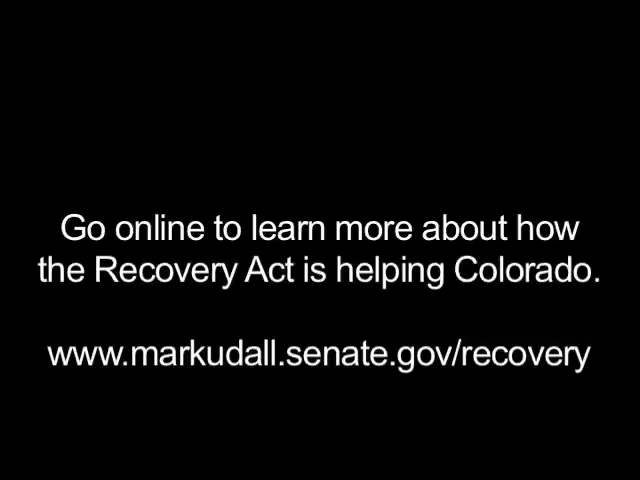 Go online to learn more about how
the Recovery Act is helping Colorado.
www.markudall.senate.gov/recovery